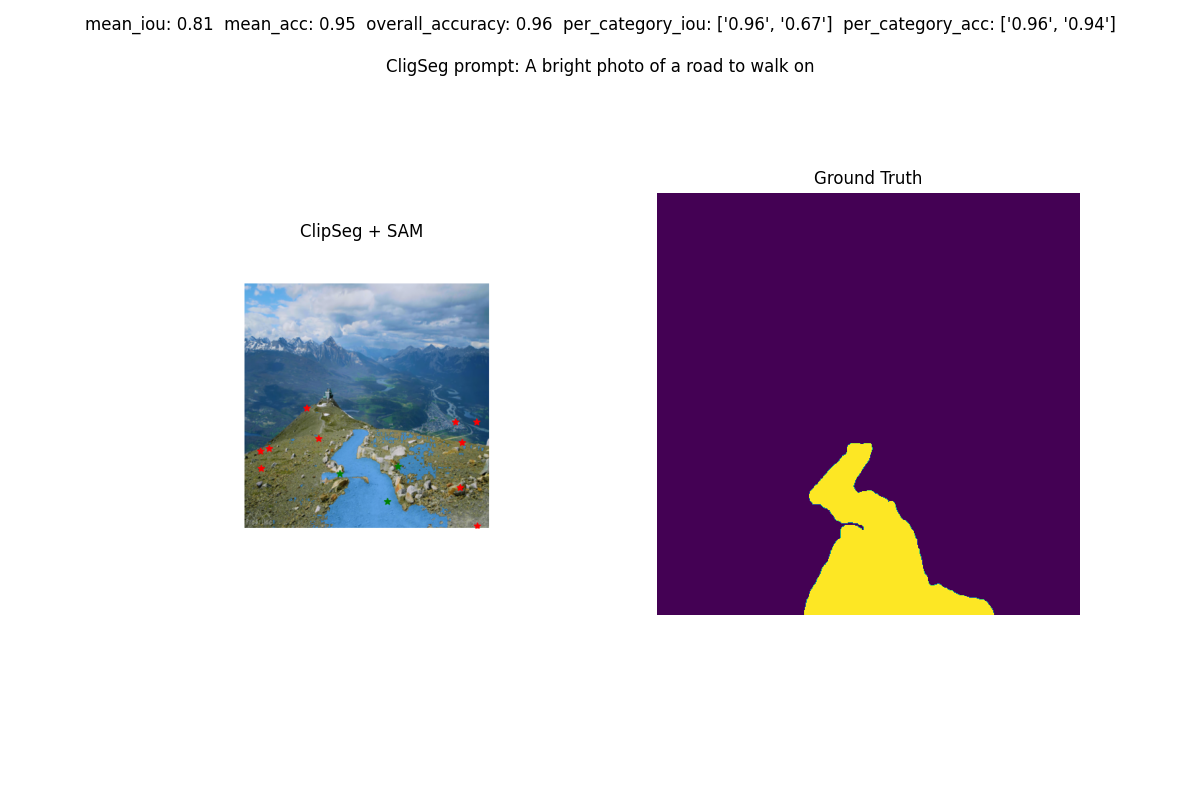 mean_iou: 0.81  mean_acc: 0.95  overall_accuracy: 0.96  per_category_iou: ['0.96', '0.67']  per_category_acc: ['0.96', '0.94']
CligSeg prompt: A bright photo of a road to walk on
Ground Truth
ClipSeg + SAM